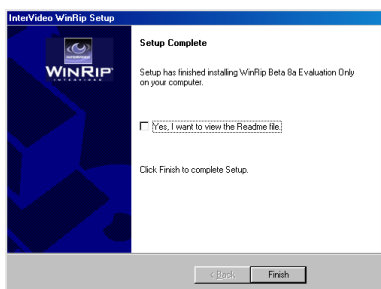 InterVideo WinRip Setup
WINRIP
INTERVIDEO
Setup Complete
Setup has finished installing WinRip Beta 8a Evaluation Only
on your computer.
Yes, I want to view the Readme file.
Click Finish to complete Setup.
< Back
Finish